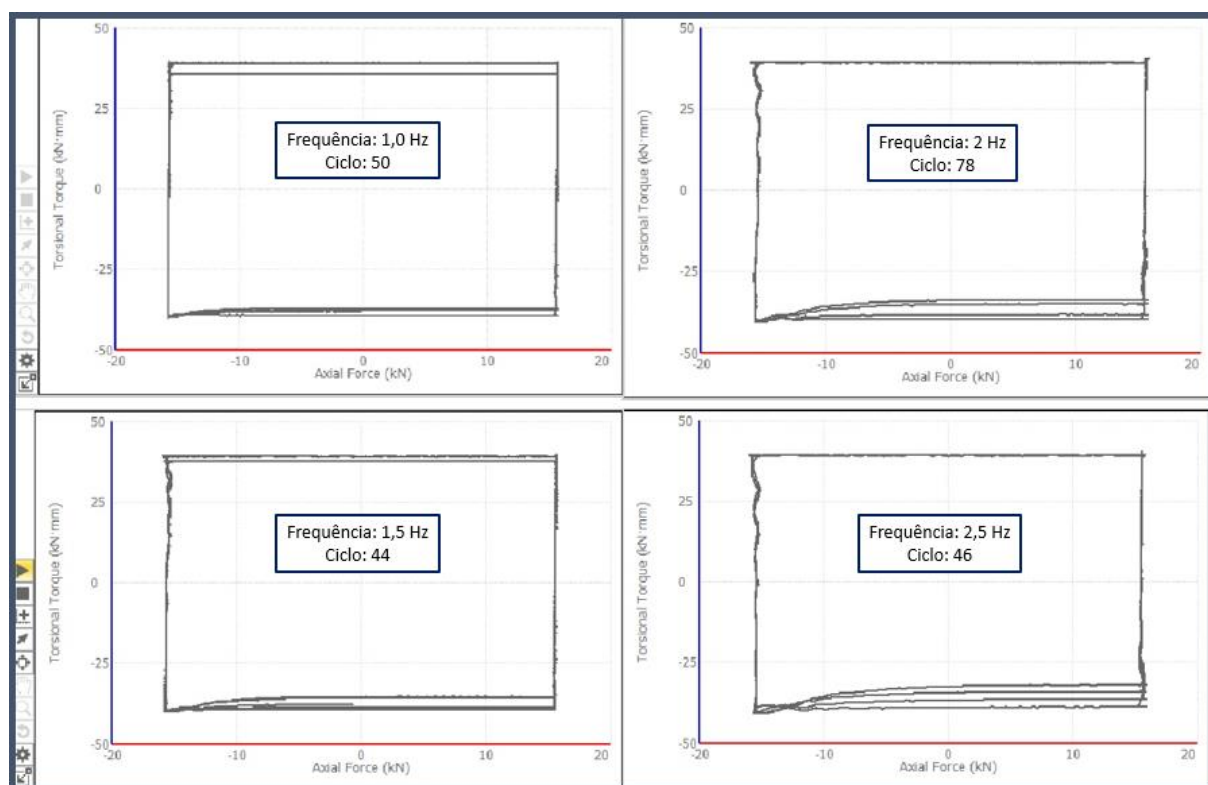 50
25
0
-25
-50
-20
-10
0
10
20
Torsional Torque (kN·mm)
Axial Force (kN)
Frequência: 1,0 Hz
Ciclo: 50
50
25
0
-25
-50
-20
-10
0
10
20
Torsional Torque (kN·mm)
Axial Force (kN)
Frequência: 2 Hz
Ciclo: 78
50
25
0
-25
-50
-20
-10
0
10
20
Torsional Torque (kN·mm)
Axial Force (kN)
Frequência: 1,5 Hz
Ciclo: 44
50
25
0
-25
-50
-20
-10
0
10
20
Torsional Torque (kN·mm)
Axial Force (kN)
Frequência: 2,5 Hz
Ciclo: 46